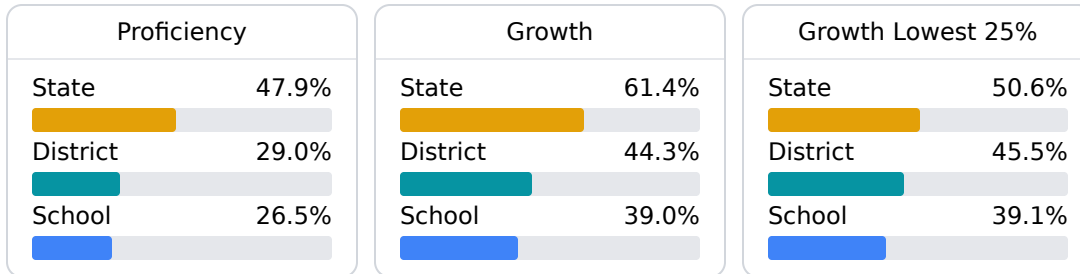 Proficiency
State 47.9%
District 29.0%
School 26.5%
Growth
State 61.4%
District 44.3%
School 39.0%
Growth Lowest 25%
State 50.6%
District 45.5%
School 39.1%